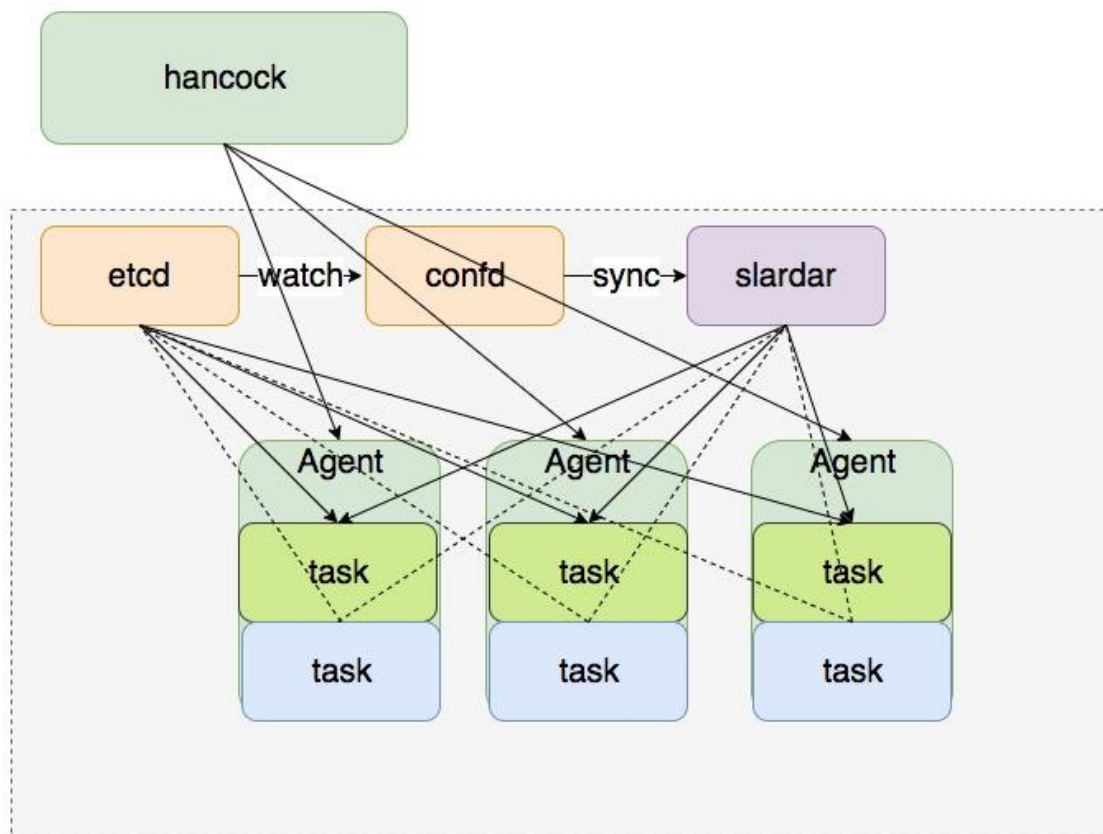 hancock
etcd
watch
confd
sync
slardar
Agent
Agent
Agent
task
task
task
task
task
task